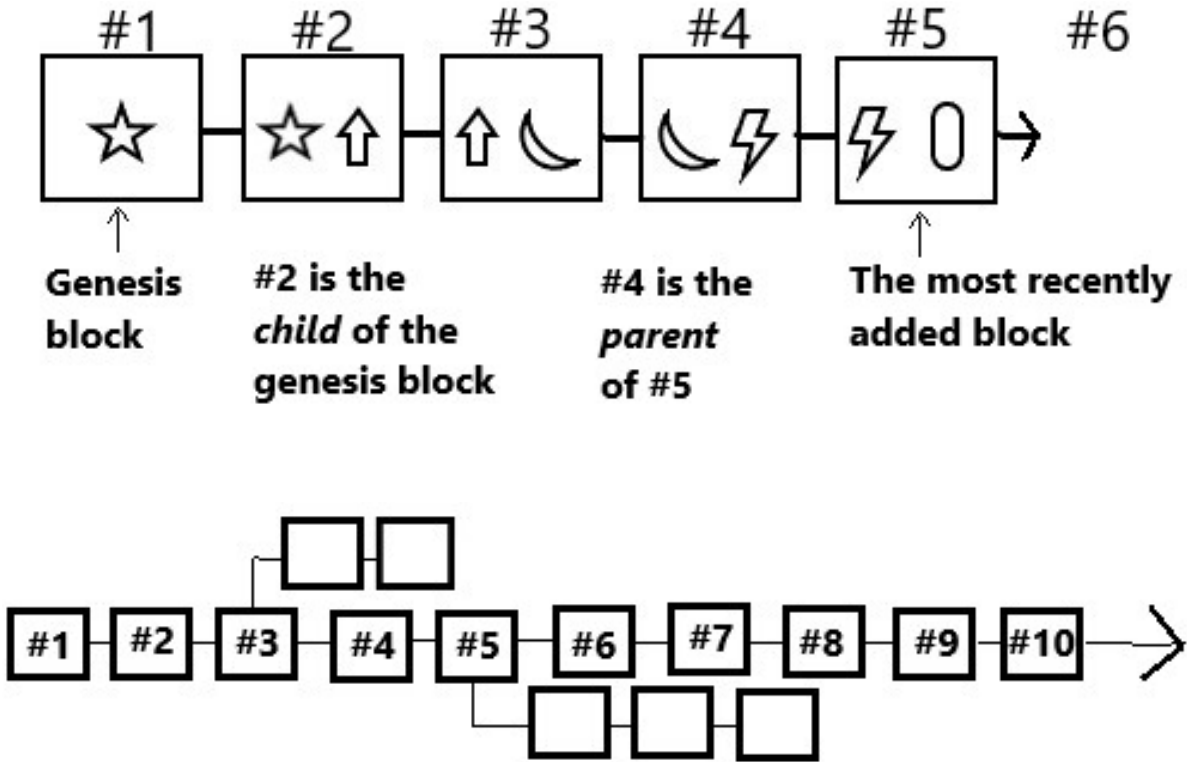 #1 #2 #3 #4 #5 #6
Genesis
block
#2 is the
child of the
genesis block
#4 is the
parent
of #5
The most recently
added block
#1 #2 #3 #4 #5 #6 #7 #8 #9 #10